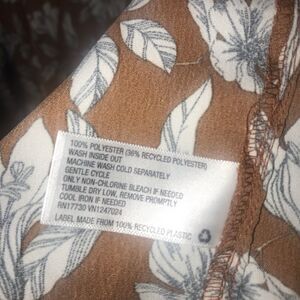 100% POLYESTER (36% RECYCLED POLYESTER)
WASH INSIDE OUT
MACHINE WASH COLD SEPARATELY
GENTLE CYCLE
ONLY NON-CHLORINE BLEACH IF NEEDED
TUMBLE DRY LOW, REMOVE PROMPTLY
COOL IRON IF NEEDED
RN17730 VN1247024
LABEL MADE FROM 100% RECYCLED PLASTIC